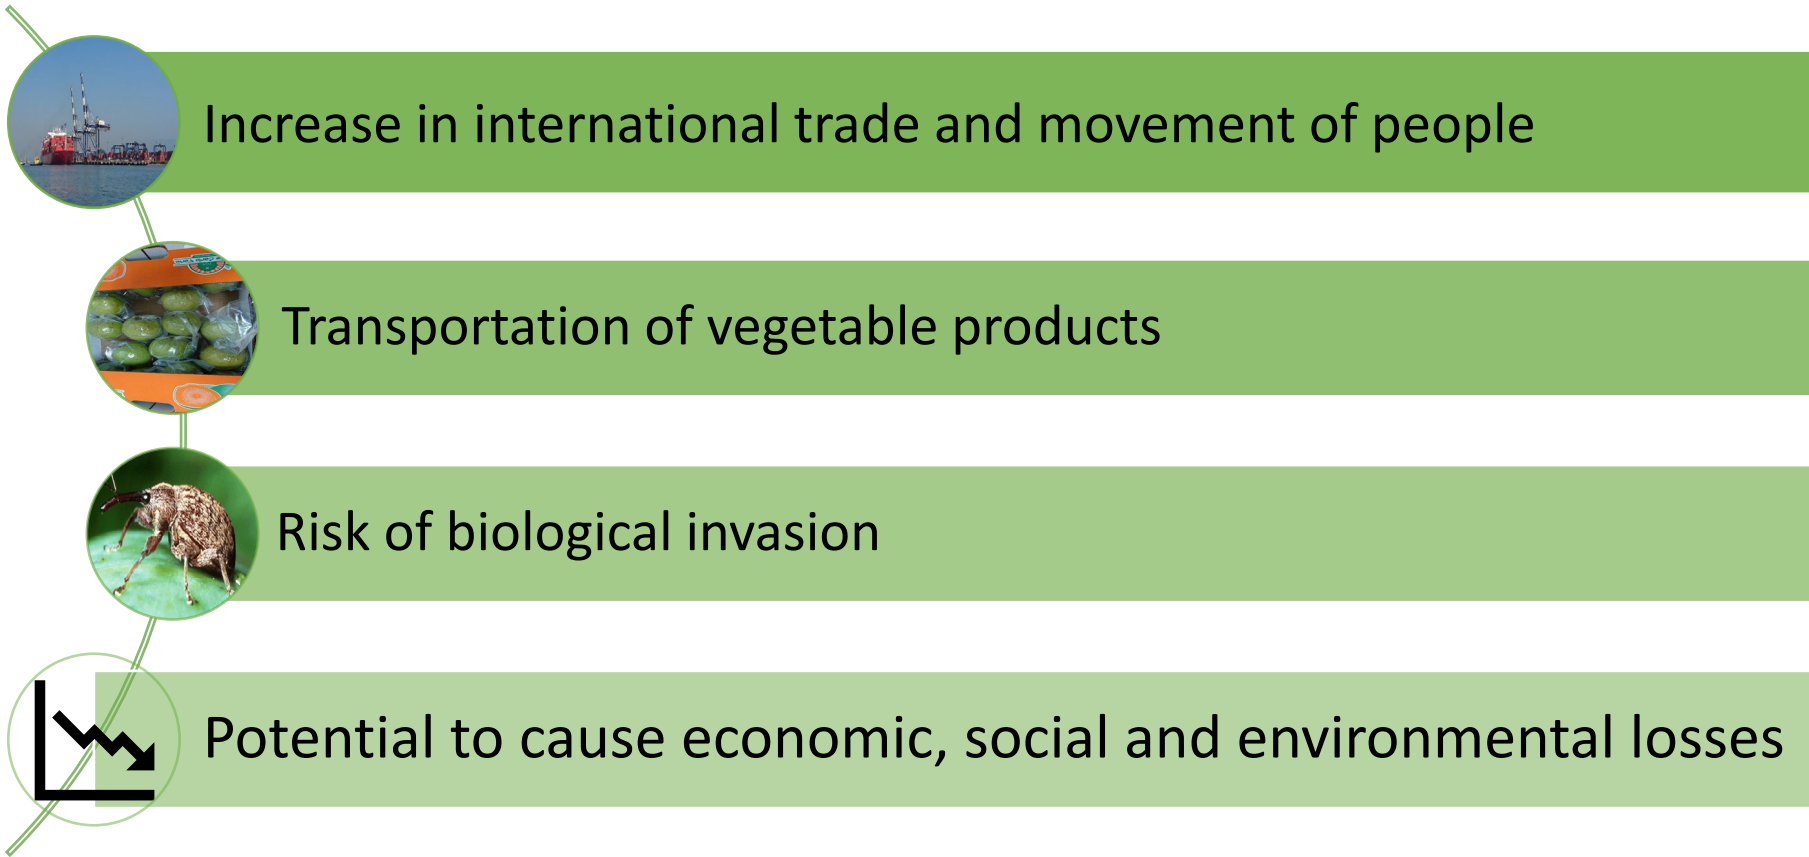 Increase in international trade and movement of people
Transportation of vegetable products
Risk of biological invasion
Potential to cause economic, social and environmental losses